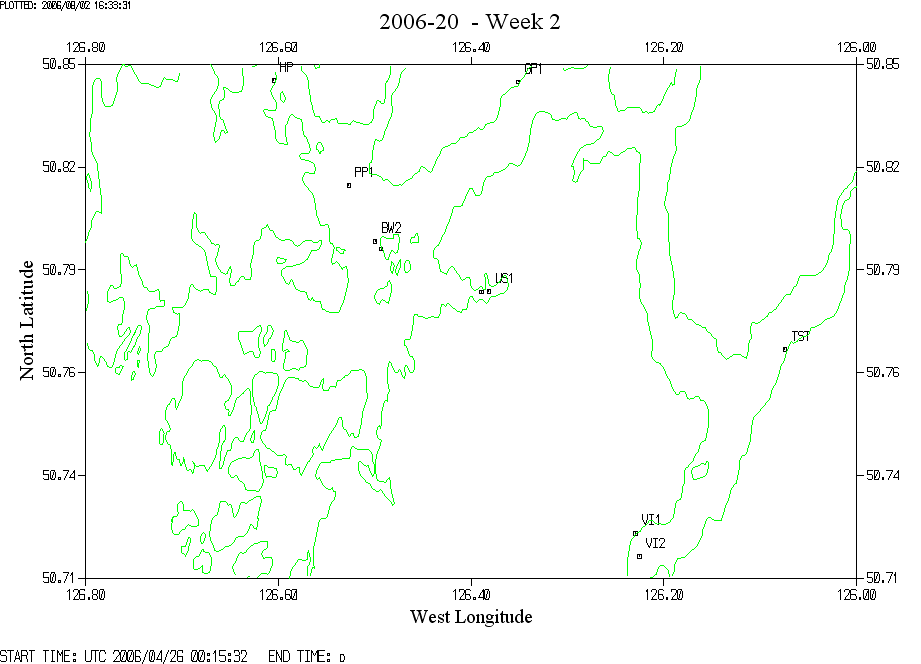 PLOTTED: 2006/08/02 16:33:31
2006-20 - Week 2
126.80 126.60 126.40 126.20 126.00
50.85 50.85
HP
GP1
50.82 50.82
PP1
BW2
50.79 50.79
US1
TST
50.76 50.76
50.74 50.74
VI1
VI2
50.71 50.71
126.80 126.60 126.40 126.20 126.00
North Latitude
West Longitude
START TIME: UTC 2006/04/26 00:15:32 END TIME: 0